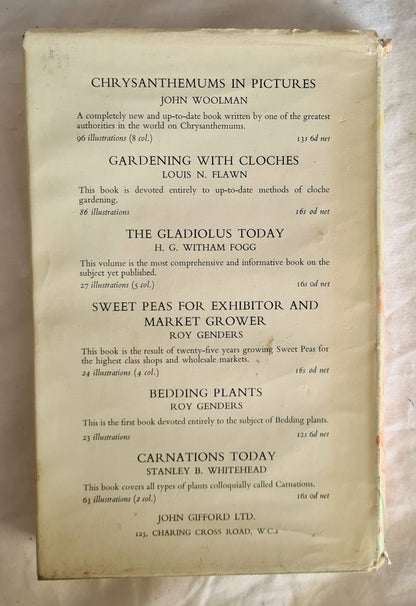 CHRYSANTHEMUMS IN PICTURES
JOHN WOOLMAN
A completely new and up-to-date book written by one of the greatest
authorities in the world on Chrysanthemums.
96 illustrations (8 col.) 13s 6d net
GARDENING WITH CLOCHES
LOUIS N. FLAWN
This book is devoted entirely to up-to-date methods of cloche
gardening.
86 illustrations 16s 0d net
THE GLADIOLUS TODAY
H. G. WITHAM FOGG
This volume is the most comprehensive and informative book on the
subject yet published.
27 illustrations (5 col.) 16s 0d net
SWEET PEAS FOR EXHIBITOR AND
MARKET GROWER
ROY GENDERS
This book is the result of twenty-five years growing Sweet Peas for
the highest class shops and wholesale markets.
24 illustrations (4 col.) 16s 0d net
BEDDING PLANTS
ROY GENDERS
This is the first book devoted entirely to the subject of Bedding plants.
23 illustrations 12s 6d net
CARNATIONS TODAY
STANLEY B. WHITEHEAD
This book covers all types of plants colloquially called Carnations.
63 illustrations (2 col.) 16s 0d net
JOHN GIFFORD LTD.
125, CHARING CROSS ROAD, W.C.2